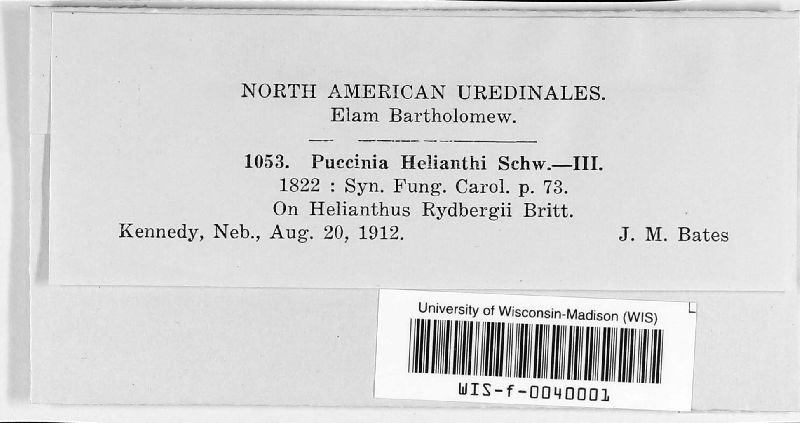 NORTH AMERICAN UREDINALES.
Elam Bartholomew.
1053. Puccinia Helianthi Schw.—III.
1822 : Syn. Fung. Carol. p. 73.
On Helianthus Rydbergii Britt.
Kennedy, Neb., Aug. 20, 1912. J. M. Bates
University of Wisconsin-Madison (WIS)
WIS-f-0040001